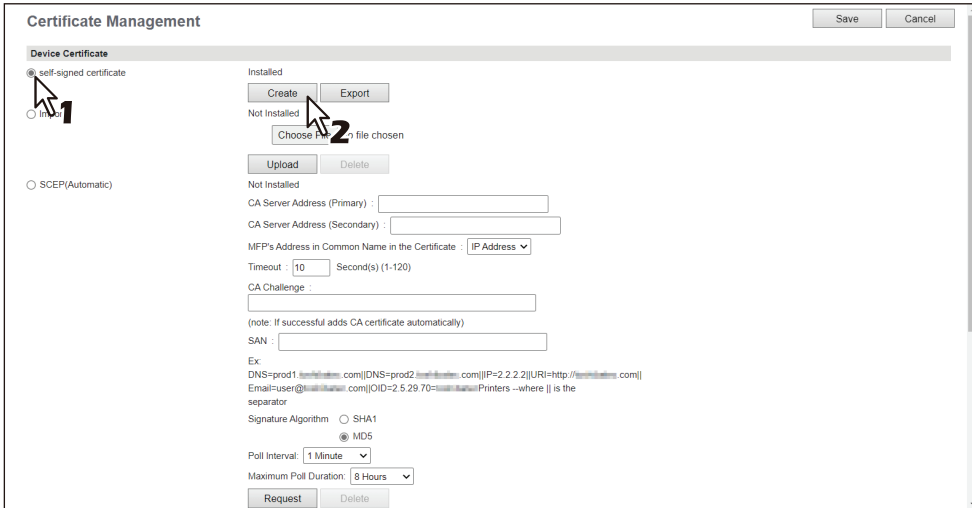 Certificate Management
Save Cancel
Device Certificate
self-signed certificate Installed
Create Export
Not Installed
Choose file chosen
Upload Delete
SCEP(Automatic) Not Installed
CA Server Address (Primary) :
CA Server Address (Secondary) :
MFP's Address in Common Name in the Certificate : IP Address
Timeout : 10 Second(s) (1-120)
CA Challenge :
(note: If successful adds CA certificate automatically)
SAN :
Ex:
DNS=prod1. .com||DNS=prod2. .com||IP=2.2.2.2||URI=http:// .com||
Email=user@ .com||OID=2.5.29.70= Printers --where || is the
separator
Signature Algorithm SHA1
MD5
Poll Interval: 1 Minute
Maximum Poll Duration: 8 Hours
Request Delete
1
2